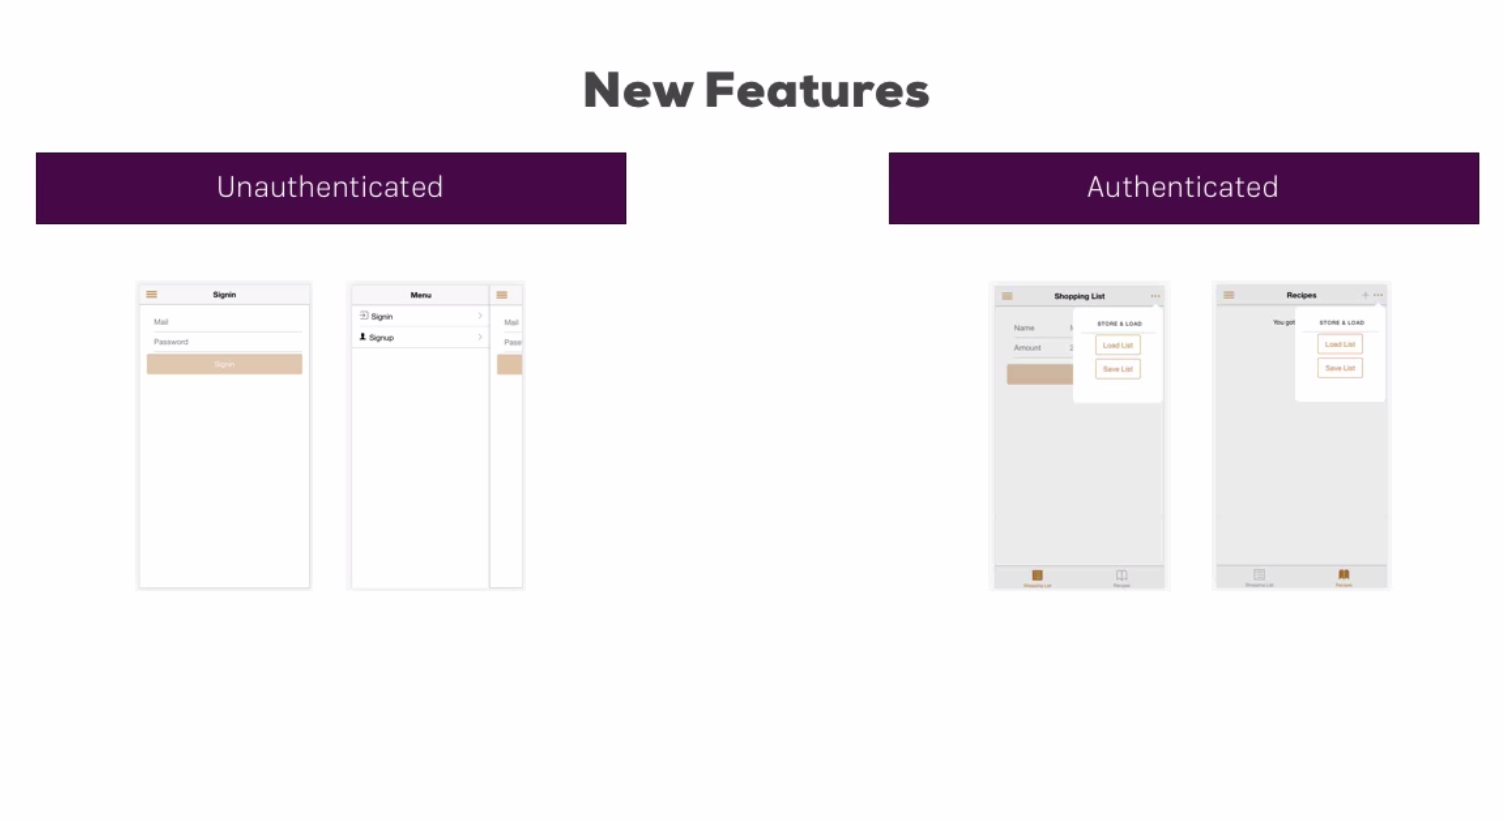 New Features
Unauthenticated
Authenticated
Signin
Mail
Password
Signin
Menu
Signin
Signup
Mail
Pass
Shopping List
Name
Amount
STORE & LOAD
Load List
Save List
Shopping List
Recipes
Recipes
You got
STORE & LOAD
Load List
Save List
Shopping List
Recipes